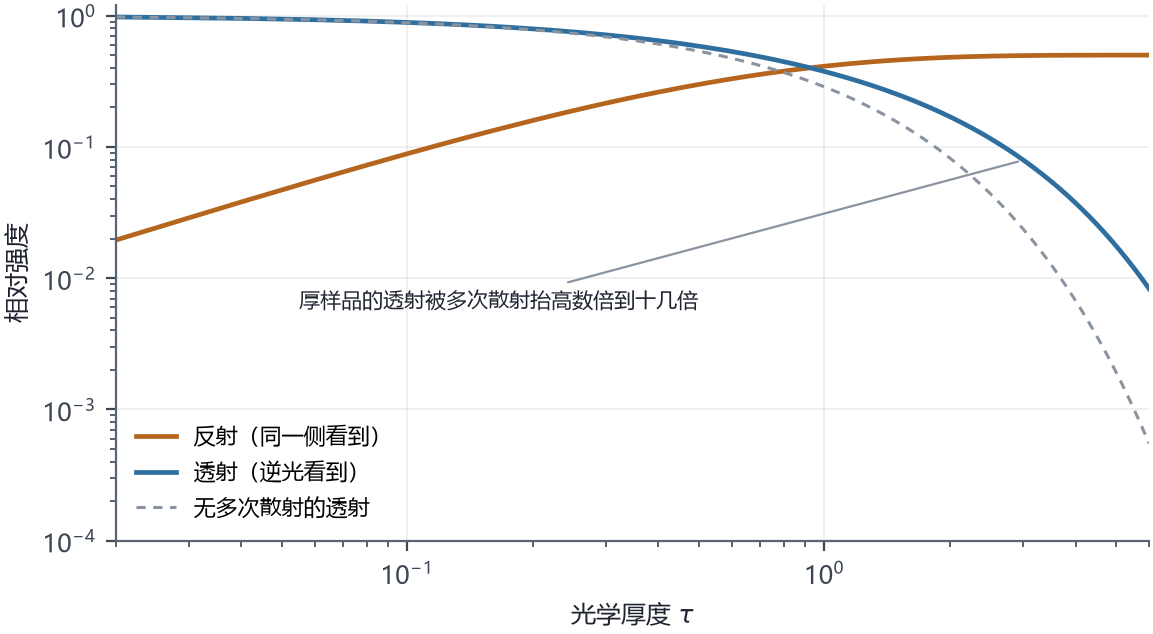 10⁰
10⁻¹
10⁻²
10⁻³
10⁻⁴
相对强度
厚样品的透射被多次散射抬高数倍到十几倍
反射（同一侧看到）
透射（逆光看到）
无多次散射的透射
10⁻¹
10⁰
光学厚度 τ